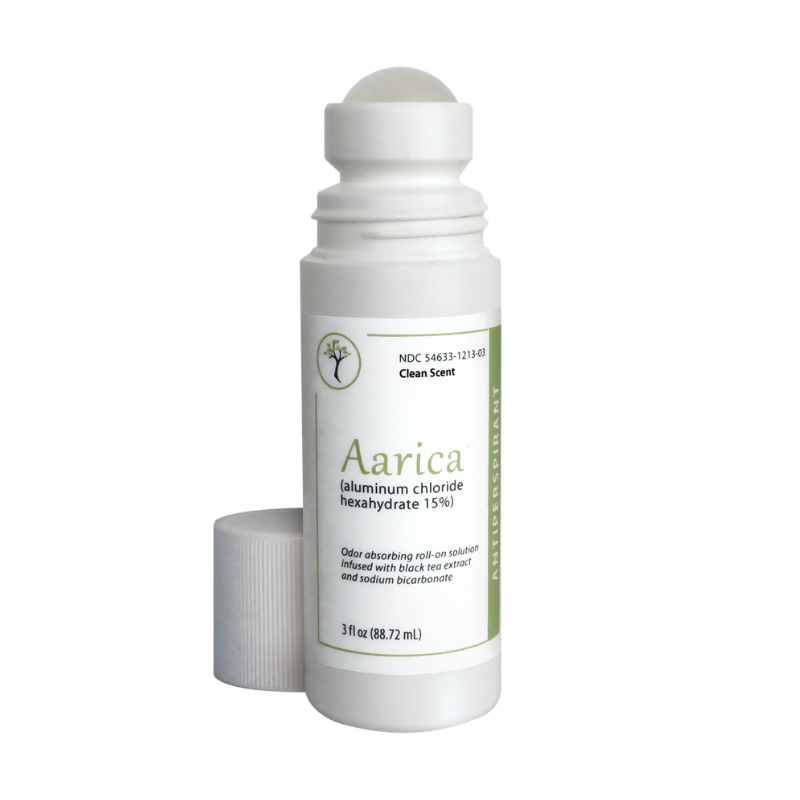 NDC 54633-1213-03
Clean Scent
Aarica
(aluminum chloride
hexahydrate 15%)
Odor absorbing roll-on solution
infused with black tea extract
and sodium bicarbonate
3 fl oz (88.72 mL)
ANTIPERSPIRANT